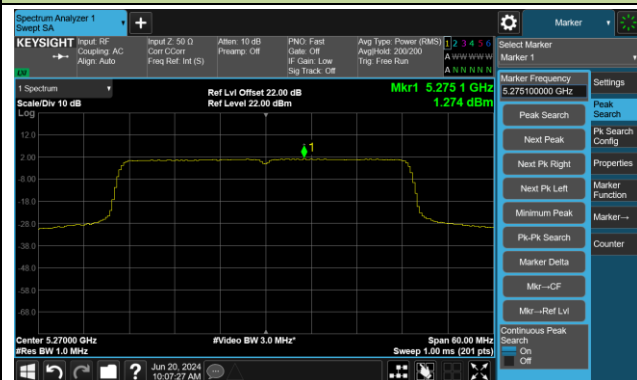 Spectrum Analyzer 1
Swept SA
Marker
KEYSIGHT
Input: RF
Coupling: AC
Align: Auto
Input Z: 50 Ω
Corr CCorr
Freq Ref: Int (S)
Atten: 10 dB
Preamp: Off
PNO: Fast
Gate: Off
IF Gain: Low
Sig Track: Off
Avg Type: Power (RMS)
Avg|Hold: 200/200
Trig: Free Run
1 2 3 4 5 6
A W W W W W
A N N N N N
Select Marker
Marker 1
1 Spectrum
Scale/Div 10 dB
Log
Ref Lvl Offset 22.00 dB
Ref Level 22.00 dBm
Mkr1 5.275 1 GHz
1.274 dBm
1
12.0
2.00
-8.00
-18.0
-28.0
-38.0
-48.0
-58.0
-68.0
Center 5.27000 GHz
#Res BW 1.0 MHz
#Video BW 3.0 MHz*
Span 60.00 MHz
Sweep 1.00 ms (201 pts)
Marker Frequency
5.275100000 GHz
Peak Search
Next Peak
Next Pk Right
Next Pk Left
Minimum Peak
Pk-Pk Search
Marker Delta
Mkr→CF
Mkr→Ref Lvl
Continuous Peak
Search
On
Off
Settings
Peak
Search
Pk Search
Config
Properties
Marker
Function
Marker→
Counter
Jun 20, 2024
10:07:27 AM